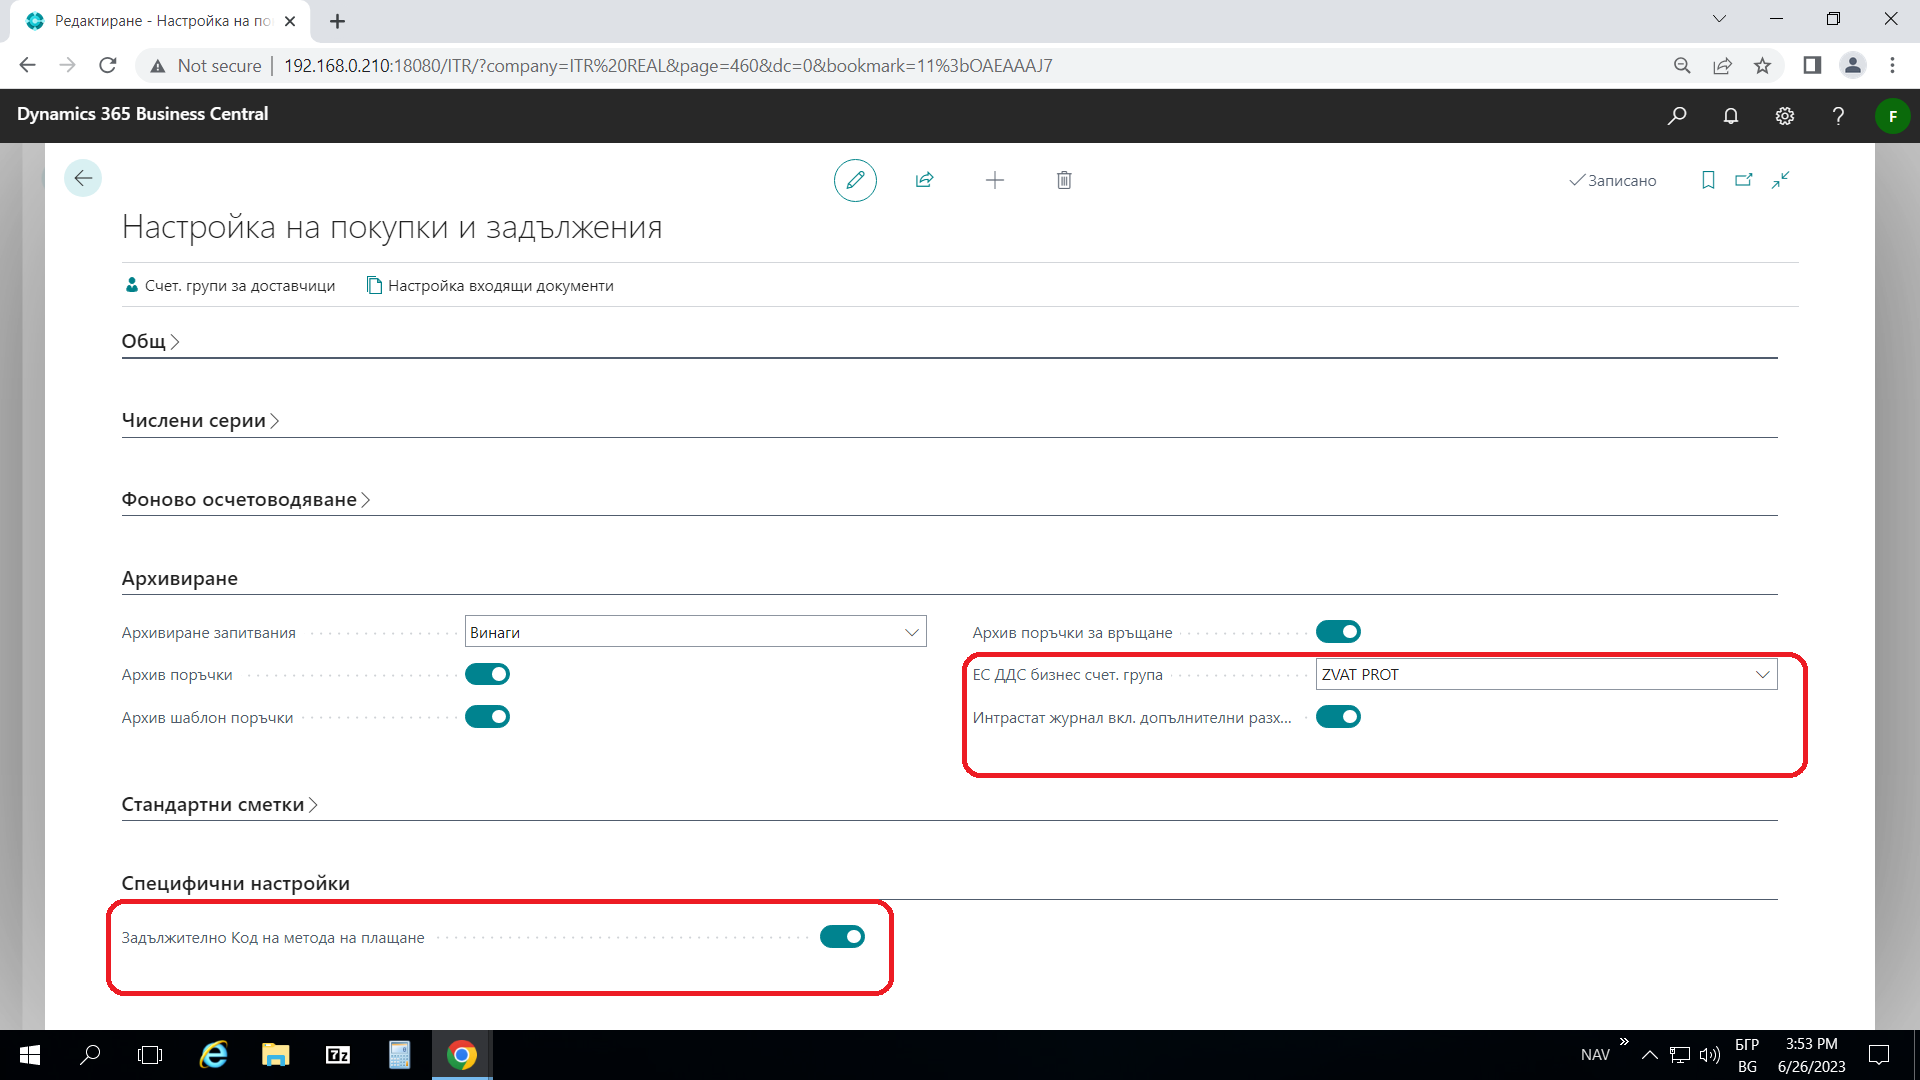 Редактиране - Настройка на по
Not secure
192.168.0.210:18080/ITR/?company=ITR%20REAL&page=460&dc=0&bookmark=11%3bOAEAAAJ7
Dynamics 365 Business Central
F
Записано
Настройка на покупки и задължения
Счет. групи за доставчици
Настройка входящи документи
Общ
Числени серии
Фоново осчетоводяване
Архивиране
Архивиране запитвания
Винаги
Архив поръчки за връщане
Архив поръчки
ЕС ДДС бизнес счет. група
ZVAT PROT
Архив шаблон поръчки
Интрастат журнал вкл. допълнителни разх...
Стандартни сметки
Специфични настройки
Задължително Код на метода на плащане
7z
NAV
БГР
BG
3:53 PM
6/26/2023